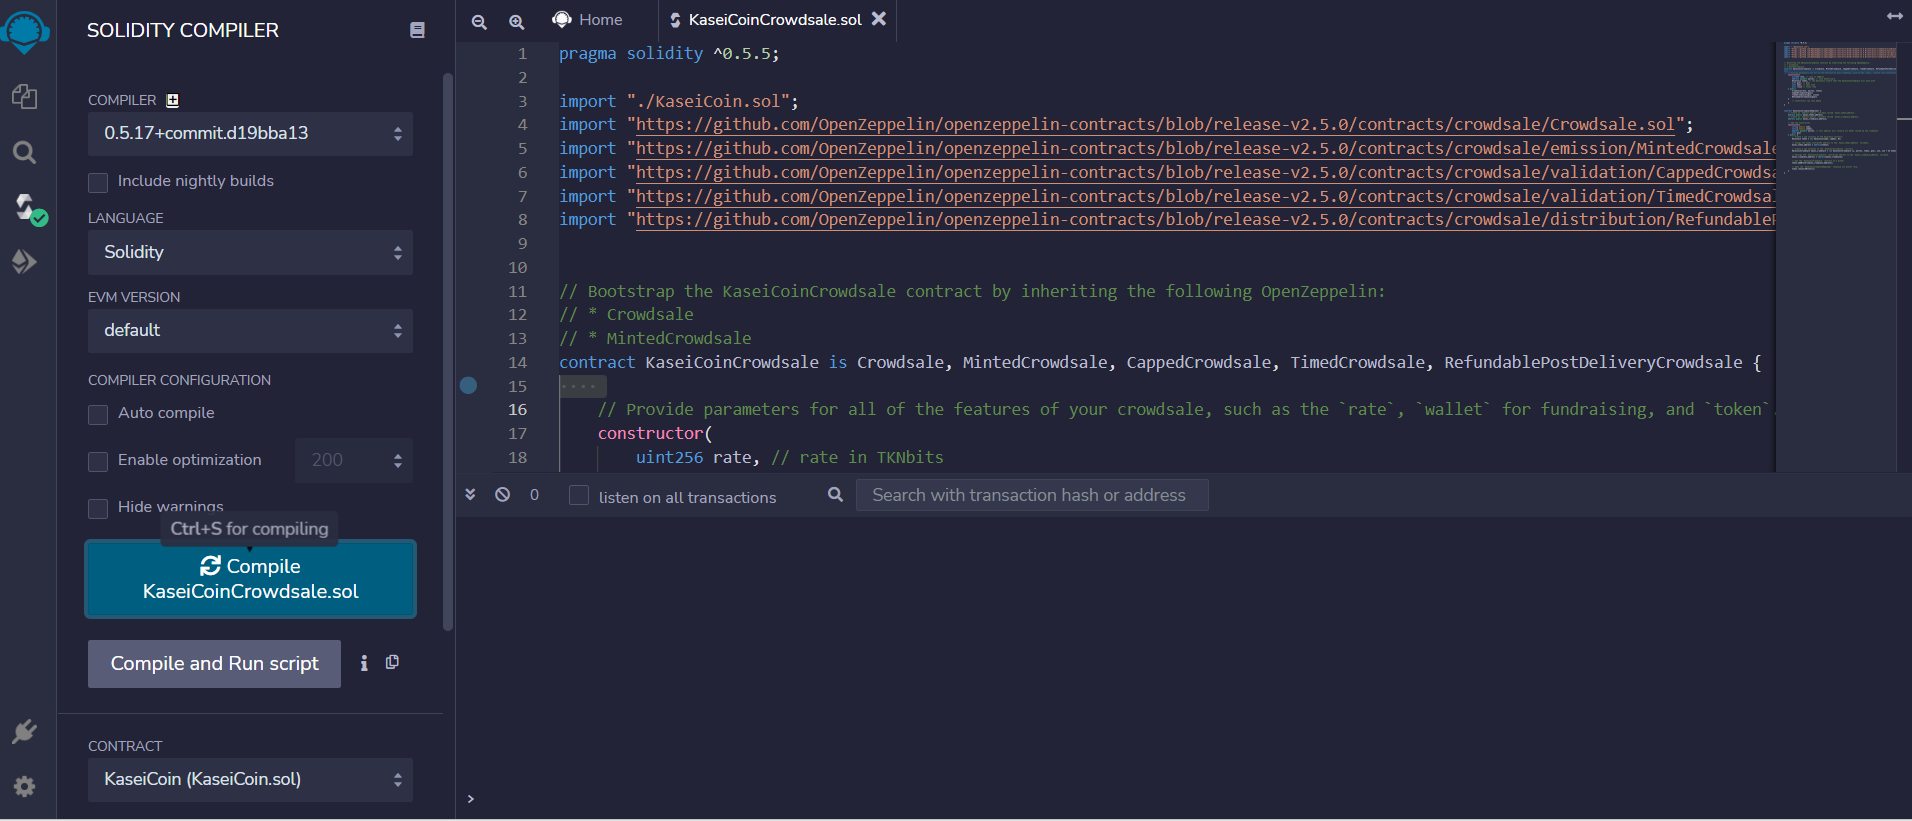 SOLIDITY COMPILER
COMPILER
0.5.17+commit.d19bba13
Include nightly builds
LANGUAGE
Solidity
EVM VERSION
default
COMPILER CONFIGURATION
Auto compile
Enable optimization
200
Hide warnings
Ctrl+S for compiling
Compile
KaseiCoinCrowdsale.sol
Compile and Run script
CONTRACT
KaseiCoin (KaseiCoin.sol)
Home
KaseiCoinCrowdsale.sol
1 pragma solidity ^0.5.5;
2
3 import "./KaseiCoin.sol";
4 import "https://github.com/OpenZeppelin/openzeppelin-contracts/blob/release-v2.5.0/contracts/crowdsale/Crowdsale.sol";
5 import "https://github.com/OpenZeppelin/openzeppelin-contracts/blob/release-v2.5.0/contracts/crowdsale/emission/MintedCrowdsale
6 import "https://github.com/OpenZeppelin/openzeppelin-contracts/blob/release-v2.5.0/contracts/crowdsale/validation/CappedCrowdsa
7 import "https://github.com/OpenZeppelin/openzeppelin-contracts/blob/release-v2.5.0/contracts/crowdsale/validation/TimedCrowdsal
8 import "https://github.com/OpenZeppelin/openzeppelin-contracts/blob/release-v2.5.0/contracts/crowdsale/distribution/RefundableP
9
10
11 // Bootstrap the KaseiCoinCrowdsale contract by inheriting the following OpenZeppelin:
12 // * Crowdsale
13 // * MintedCrowdsale
14 contract KaseiCoinCrowdsale is Crowdsale, MintedCrowdsale, CappedCrowdsale, TimedCrowdsale, RefundablePostDeliveryCrowdsale {
15
16 // Provide parameters for all of the features of your crowdsale, such as the `rate`, `wallet` for fundraising, and `token`.
17 constructor(
18 uint256 rate, // rate in TKNbits
0
listen on all transactions
Search with transaction hash or address
>